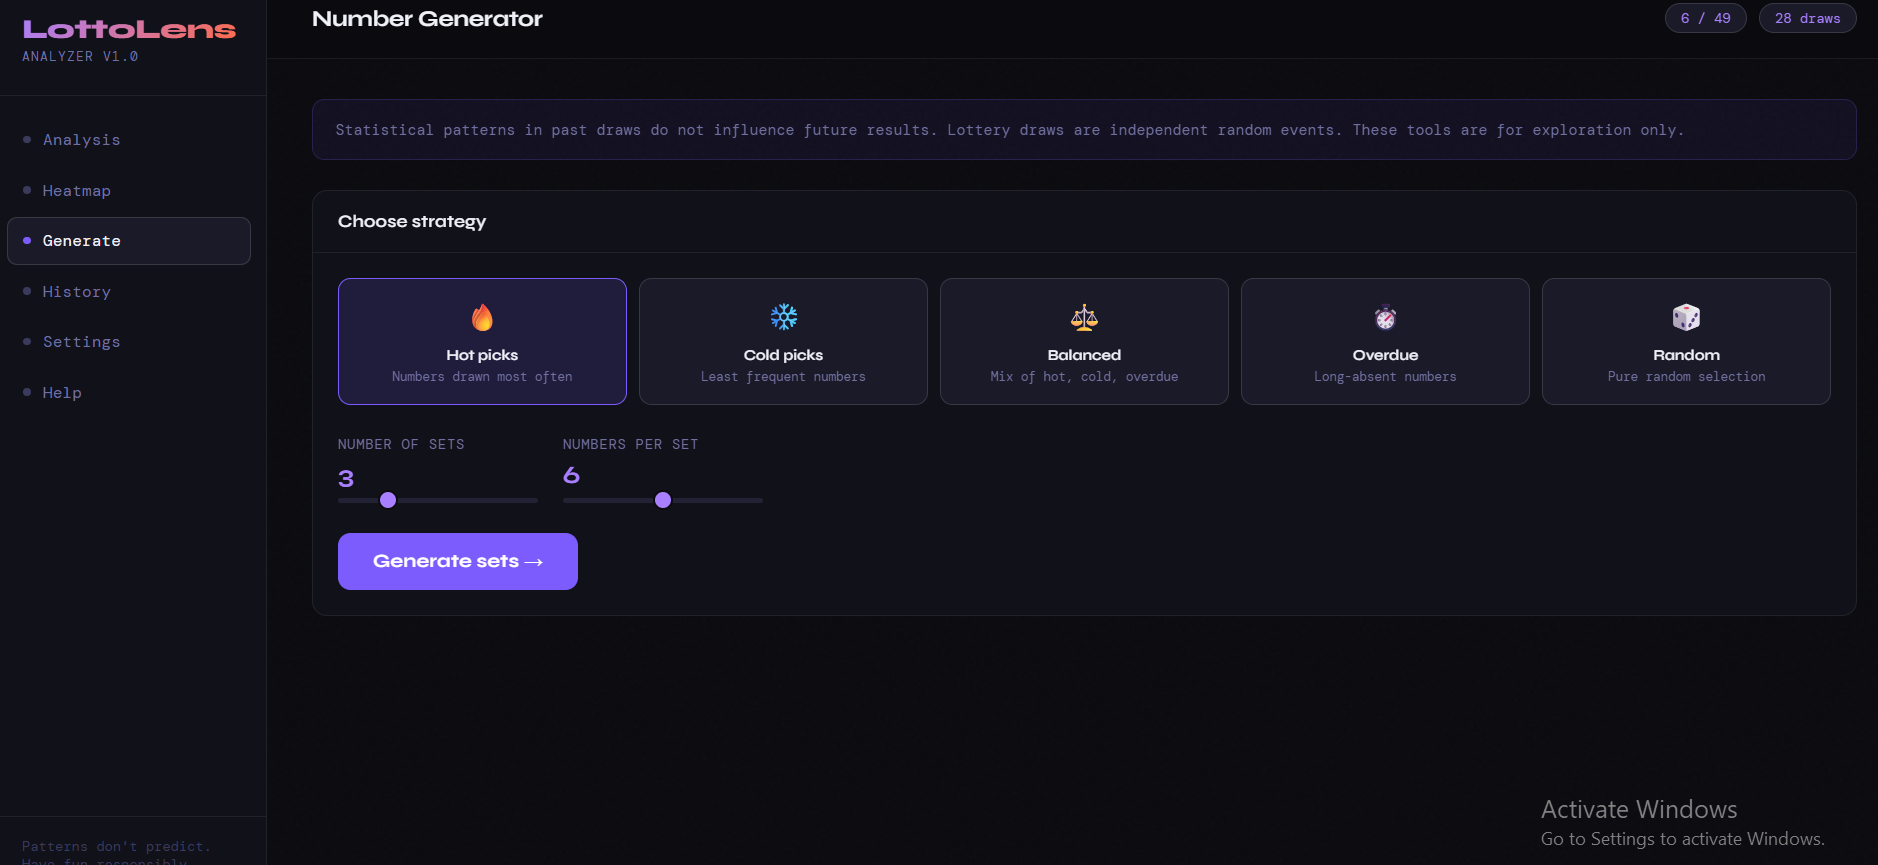 LottoLens
ANALYZER V1.0
Analysis
Heatmap
Generate
History
Settings
Help
Patterns don't predict.
Have fun responsibly.
Number Generator
6 / 49
28 draws
Statistical patterns in past draws do not influence future results. Lottery draws are independent random events. These tools are for exploration only.
Choose strategy
Hot picks
Numbers drawn most often
Cold picks
Least frequent numbers
Balanced
Mix of hot, cold, overdue
Overdue
Long-absent numbers
Random
Pure random selection
NUMBER OF SETS
3
NUMBERS PER SET
6
Generate sets →
Activate Windows
Go to Settings to activate Windows.